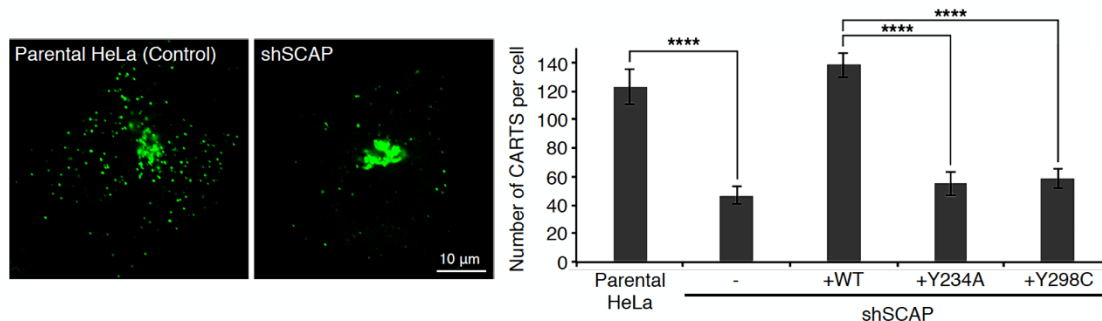 Parental HeLa (Control)
shSCAP
10 μm
Number of CARTS per cell
140
120
100
80
60
40
20
0
****
****
****
Parental
HeLa
-
+WT
+Y234A
+Y298C
shSCAP